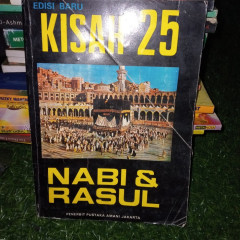 EDISI BARU
KISAH 25
NABI &
RASUL
PENERBIT PUSTAKA AMANI JAKARTA